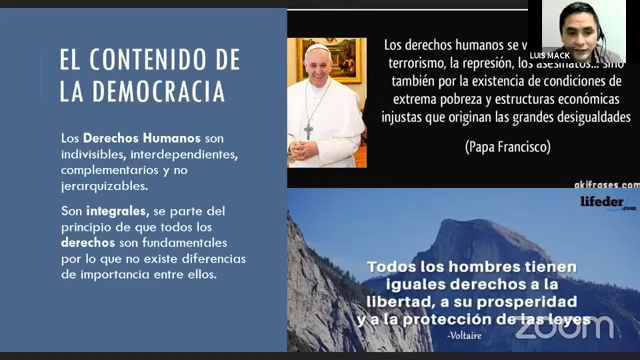 EL CONTENIDO DE
LA DEMOCRACIA
Los Derechos Humanos son
indivisibles, interdependientes,
complementarios y no
jerarquizables.
Son integrales, se parte del
principio de que todos los
derechos son fundamentales
por lo que no existe diferencias
de importancia entre ellos.
LUIS MACK
Los derechos humanos se
terrorismo, la represión, los asesinatos... sino
también por la existencia de condiciones de
extrema pobreza y estructuras económicas
injustas que originan las grandes desigualdades
(Papa Francisco)
akifrases.com
lifeder
.com
Todos los hombres tienen
iguales derechos a la
libertad, a su prosperidad
y a la protección de las leyes
-Voltaire
zoom